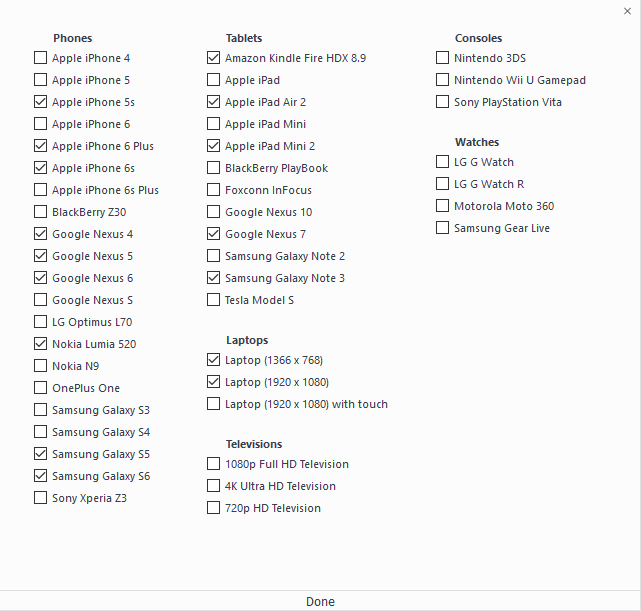 Phones
Apple iPhone 4
Apple iPhone 5
Apple iPhone 5s
Apple iPhone 6
Apple iPhone 6 Plus
Apple iPhone 6s
Apple iPhone 6s Plus
BlackBerry Z30
Google Nexus 4
Google Nexus 5
Google Nexus 6
Google Nexus S
LG Optimus L70
Nokia Lumia 520
Nokia N9
OnePlus One
Samsung Galaxy S3
Samsung Galaxy S4
Samsung Galaxy S5
Samsung Galaxy S6
Sony Xperia Z3
Tablets
Amazon Kindle Fire HDX 8.9
Apple iPad
Apple iPad Air 2
Apple iPad Mini
Apple iPad Mini 2
BlackBerry PlayBook
Foxconn InFocus
Google Nexus 10
Google Nexus 7
Samsung Galaxy Note 2
Samsung Galaxy Note 3
Tesla Model S
Laptops
Laptop (1366 x 768)
Laptop (1920 x 1080)
Laptop (1920 x 1080) with touch
Televisions
1080p Full HD Television
4K Ultra HD Television
720p HD Television
Consoles
Nintendo 3DS
Nintendo Wii U Gamepad
Sony PlayStation Vita
Watches
LG G Watch
LG G Watch R
Motorola Moto 360
Samsung Gear Live
Done